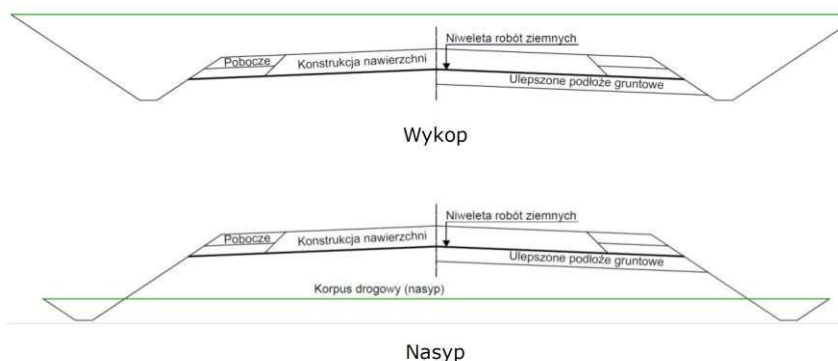 Niweleta robót ziemnych
Pobocze
Konstrukcja nawierzchni
Ulepszone podłoże gruntowe
Wykop
Niweleta robót ziemnych
Pobocze
Konstrukcja nawierzchni
Ulepszone podłoże gruntowe
Korpus drogowy (nasyp)
Nasyp